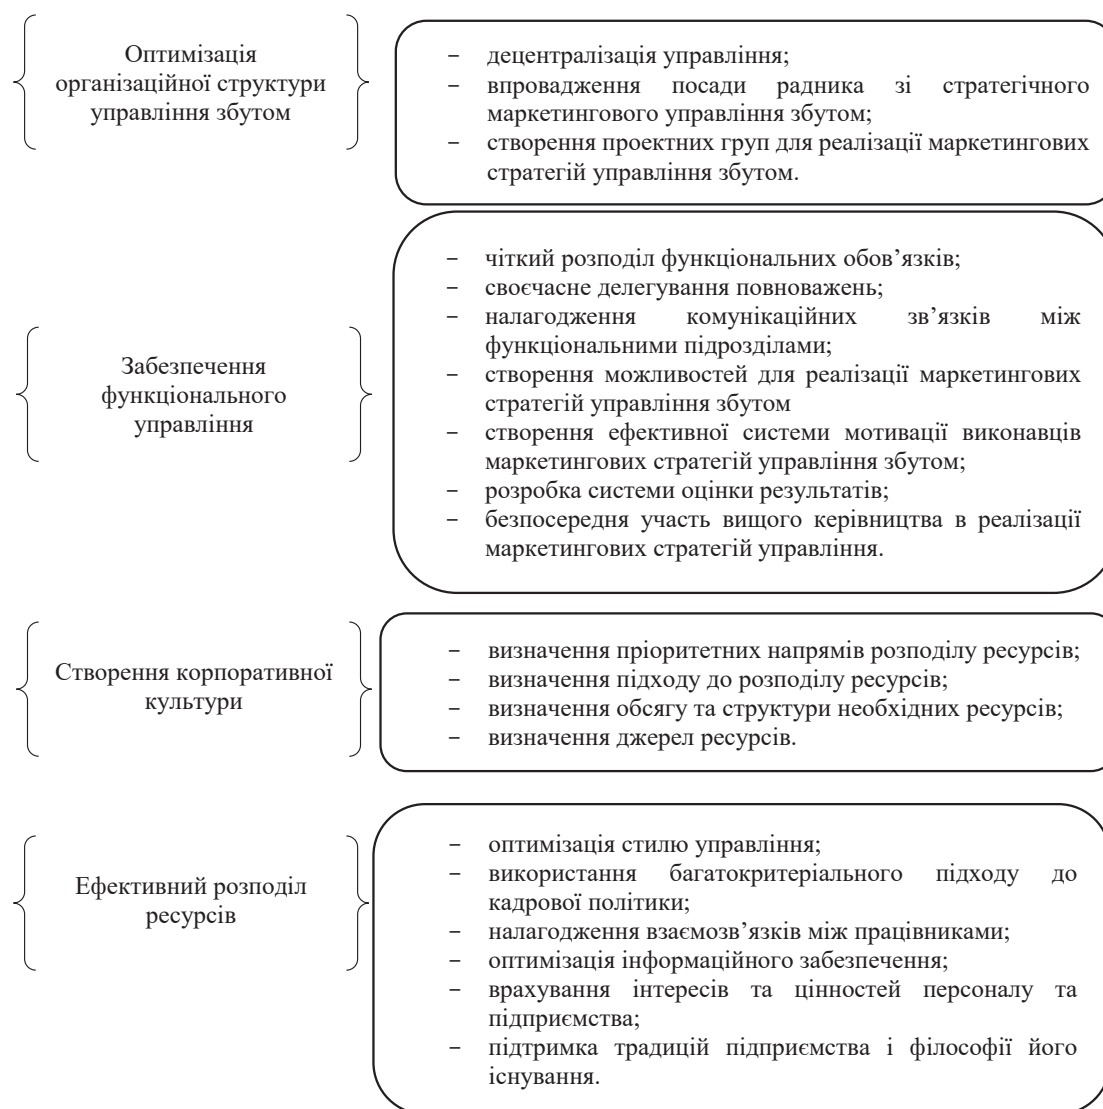 Оптимізація
організаційної структури
управління збутом
− децентралізація управління;
− впровадження посади радника зі стратегічного
маркетингового управління збутом;
− створення проектних груп для реалізації маркетингових
стратегій управління збутом.
Забезпечення
функціонального
управління
− чіткий розподіл функціональних обов’язків;
− своєчасне делегування повноважень;
− налагодження комунікаційних зв’язків між
функціональними підрозділами;
− створення можливостей для реалізації маркетингових
стратегій управління збутом
− створення ефективної системи мотивації виконавців
маркетингових стратегій управління збутом;
− розробка системи оцінки результатів;
− безпосередня участь вищого керівництва в реалізації
маркетингових стратегій управління.
Створення корпоративної
культури
− визначення пріоритетних напрямів розподілу ресурсів;
− визначення підходу до розподілу ресурсів;
− визначення обсягу та структури необхідних ресурсів;
− визначення джерел ресурсів.
Ефективний розподіл
ресурсів
− оптимізація стилю управління;
− використання багатокритеріального підходу до
кадрової політики;
− налагодження взаємозв’язків між працівниками;
− оптимізація інформаційного забезпечення;
− врахування інтересів та цінностей персоналу та
підприємства;
− підтримка традицій підприємства і філософії його
існування.